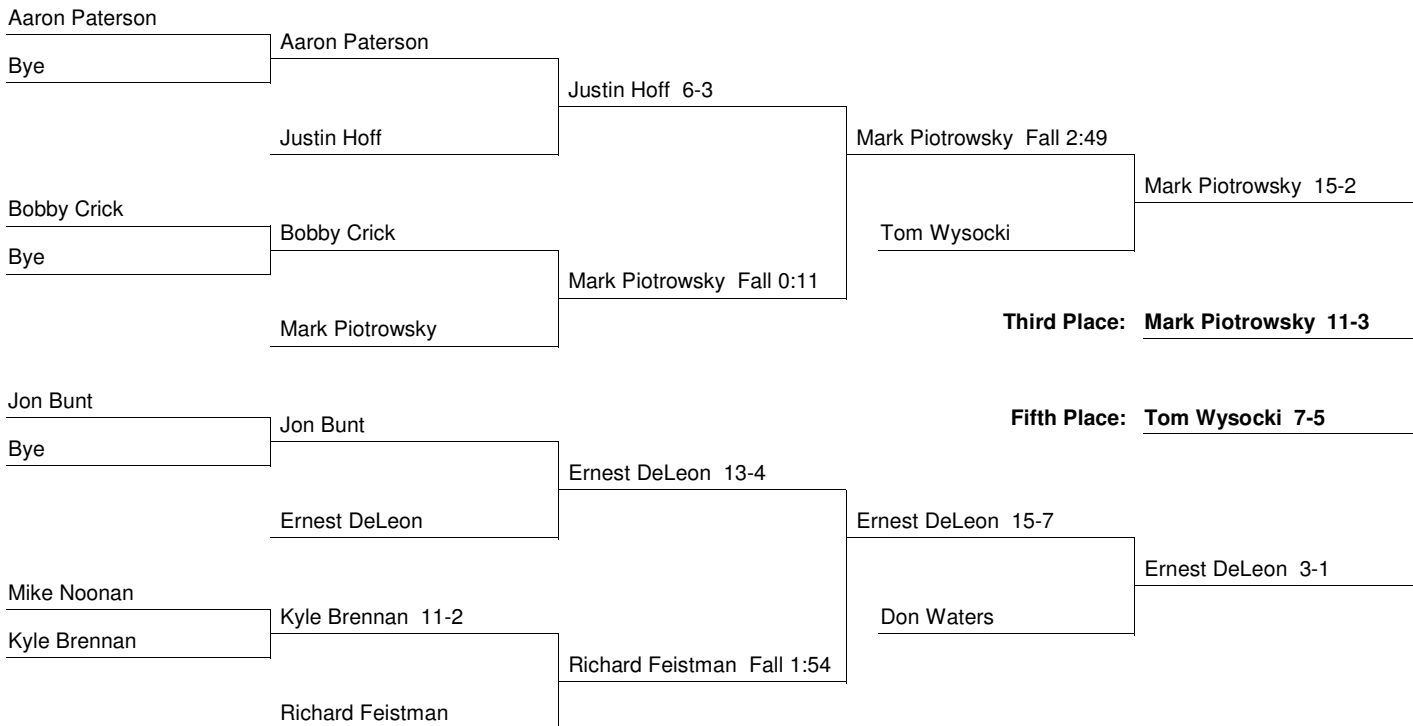 Aaron Paterson
Bye
Aaron Paterson
Justin Hoff
Justin Hoff 6-3
Bobby Crick
Bye
Bobby Crick
Mark Piotrowsky
Mark Piotrowsky Fall 0:11
Mark Piotrowsky Fall 2:49
Tom Wysocki
Mark Piotrowsky 15-2
Third Place: Mark Piotrowsky 11-3
Fifth Place: Tom Wysocki 7-5
Jon Bunt
Bye
Jon Bunt
Ernest DeLeon
Ernest DeLeon 13-4
Mike Noonan
Kyle Brennan
Kyle Brennan 11-2
Richard Feistman
Richard Feistman Fall 1:54
Ernest DeLeon 15-7
Don Waters
Ernest DeLeon 3-1